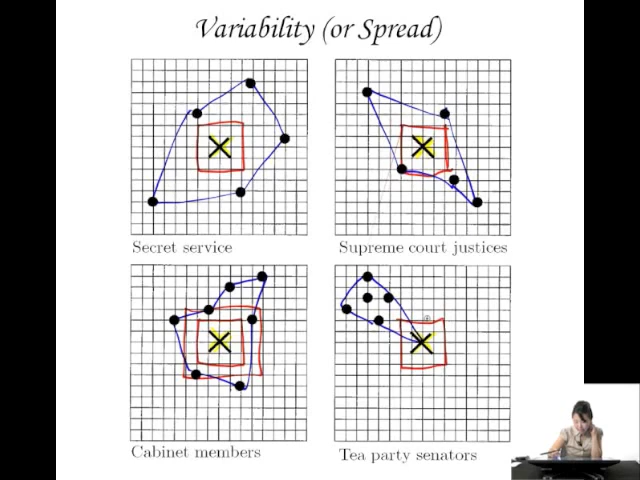 Variability (or Spread)
Secret service
Supreme court justices
Cabinet members
Tea party senators